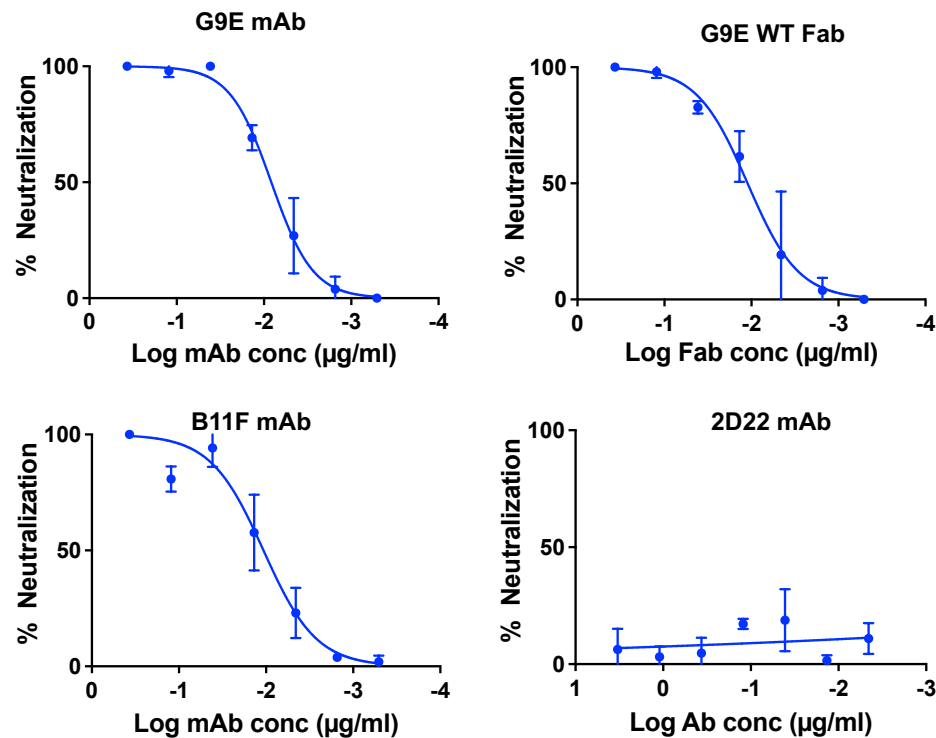 G9E mAb
% Neutralization
100
50
0
0 -1 -2 -3 -4
Log mAb conc (µg/ml)
G9E WT Fab
% Neutralization
100
50
0
0 -1 -2 -3 -4
Log Fab conc (µg/ml)
B11F mAb
% Neutralization
100
50
0
0 -1 -2 -3 -4
Log mAb conc (µg/ml)
2D22 mAb
% Neutralization
100
50
0
1 0 -1 -2 -3
Log Ab conc (µg/ml)